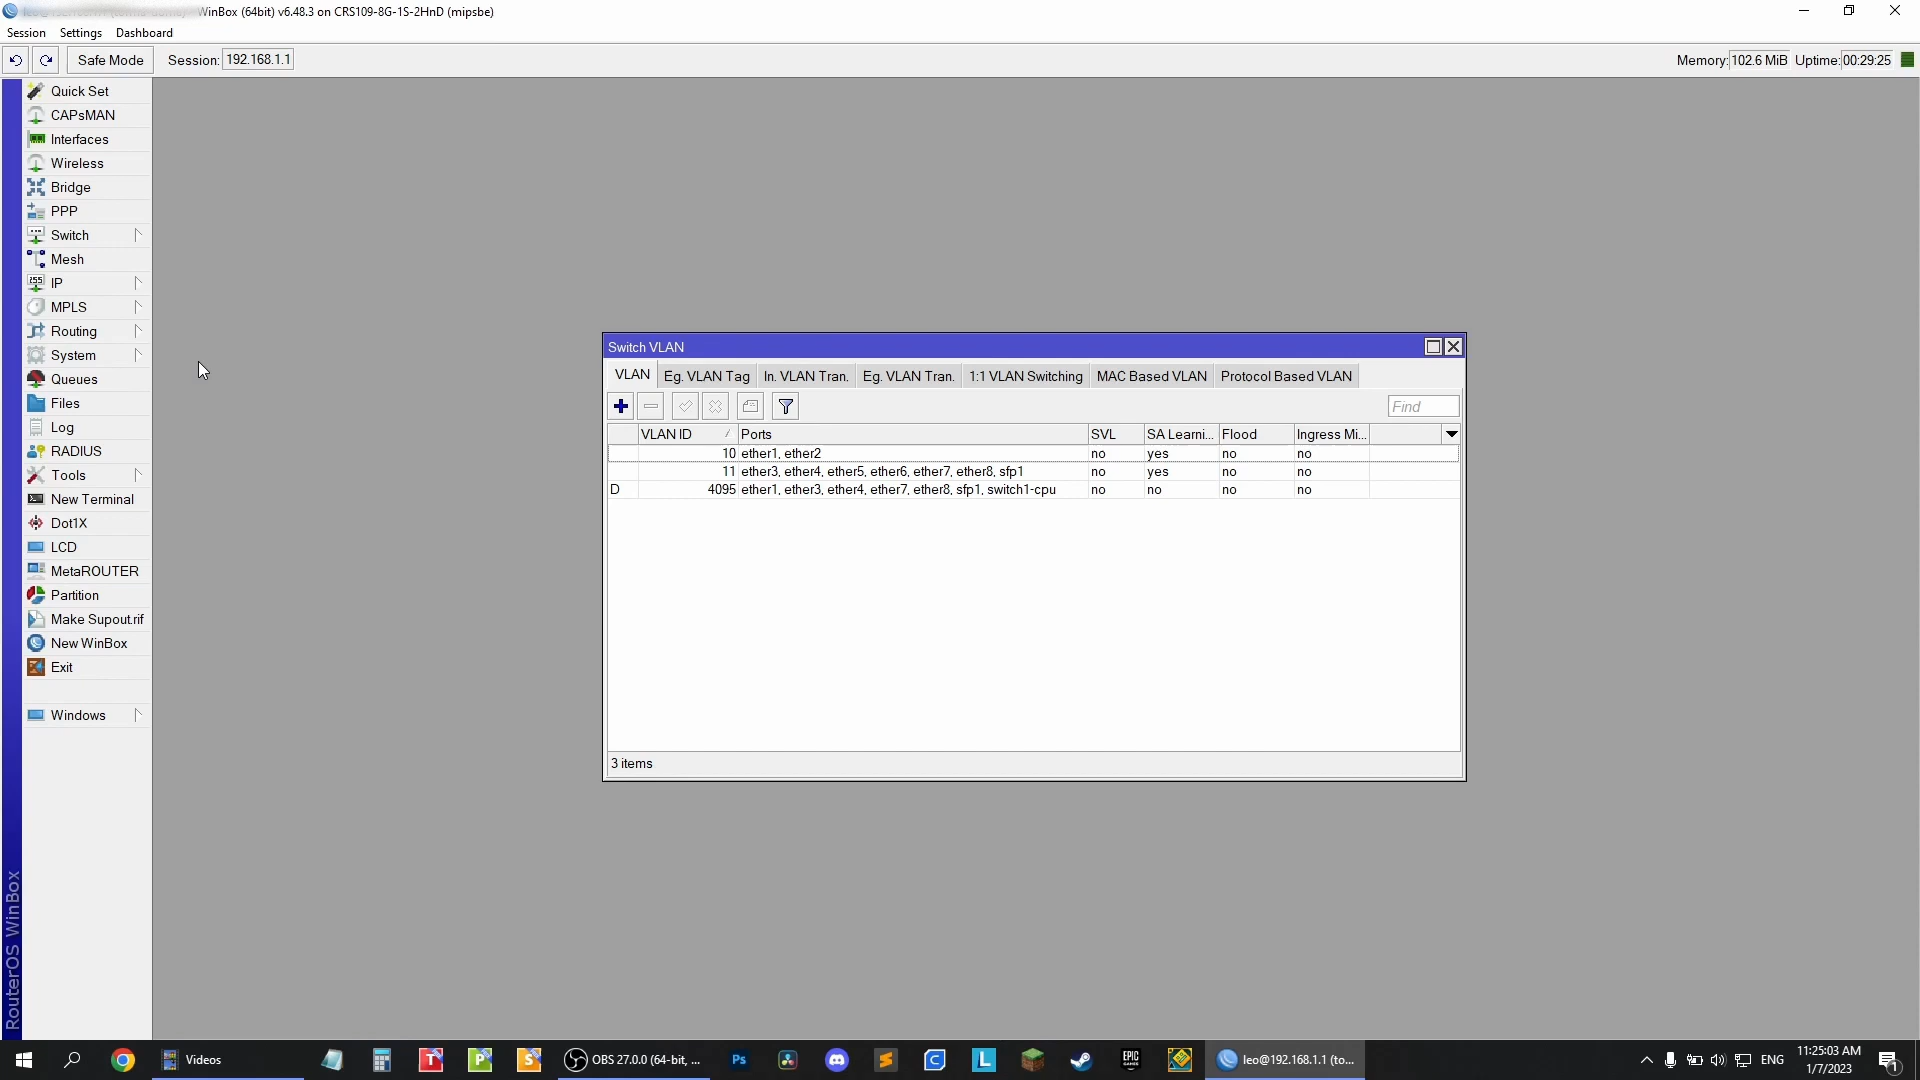 WinBox (64bit) v6.48.3 on CRS109-8G-1S-2HnD (mipsbe)
Session Settings Dashboard
Safe Mode Session: 192.168.1.1 Memory: 102.6 MiB Uptime: 00:29:25
Quick Set
CAPsMAN
Interfaces
Wireless
Bridge
PPP
Switch
Mesh
IP
MPLS
Routing
System
Queues
Files
Log
RADIUS
Tools
New Terminal
Dot1X
LCD
MetaROUTER
Partition
Make Supout.rif
New WinBox
Exit
Windows
RouterOS WinBox
Switch VLAN
VLAN Eg. VLAN Tag In. VLAN Tran. Eg. VLAN Tran. 1:1 VLAN Switching MAC Based VLAN Protocol Based VLAN
Find
VLAN ID Ports SVL SA Learni... Flood Ingress Mi...
10 ether1, ether2 no yes no no
11 ether3, ether4, ether5, ether6, ether7, ether8, sfp1 no yes no no
D 4095 ether1, ether3, ether4, ether7, ether8, sfp1, switch1-cpu no no no no
3 items
Videos OBS 27.0.0 (64-bit, ... Ps EPIC GAMES leo@192.168.1.1 (to... ENG 11:25:03 AM
1/7/2023 1